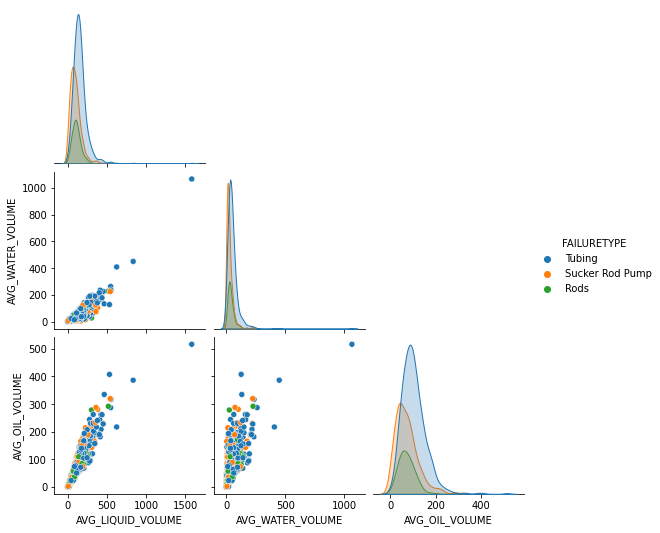 1000
800
600
400
200
0
AVG_WATER_VOLUME
FAILURETYPE
Tubing
Sucker Rod Pump
Rods
500
400
300
200
100
0
AVG_OIL_VOLUME
0 500 1000 1500
AVG_LIQUID_VOLUME
0 500 1000
AVG_WATER_VOLUME
0 200 400
AVG_OIL_VOLUME